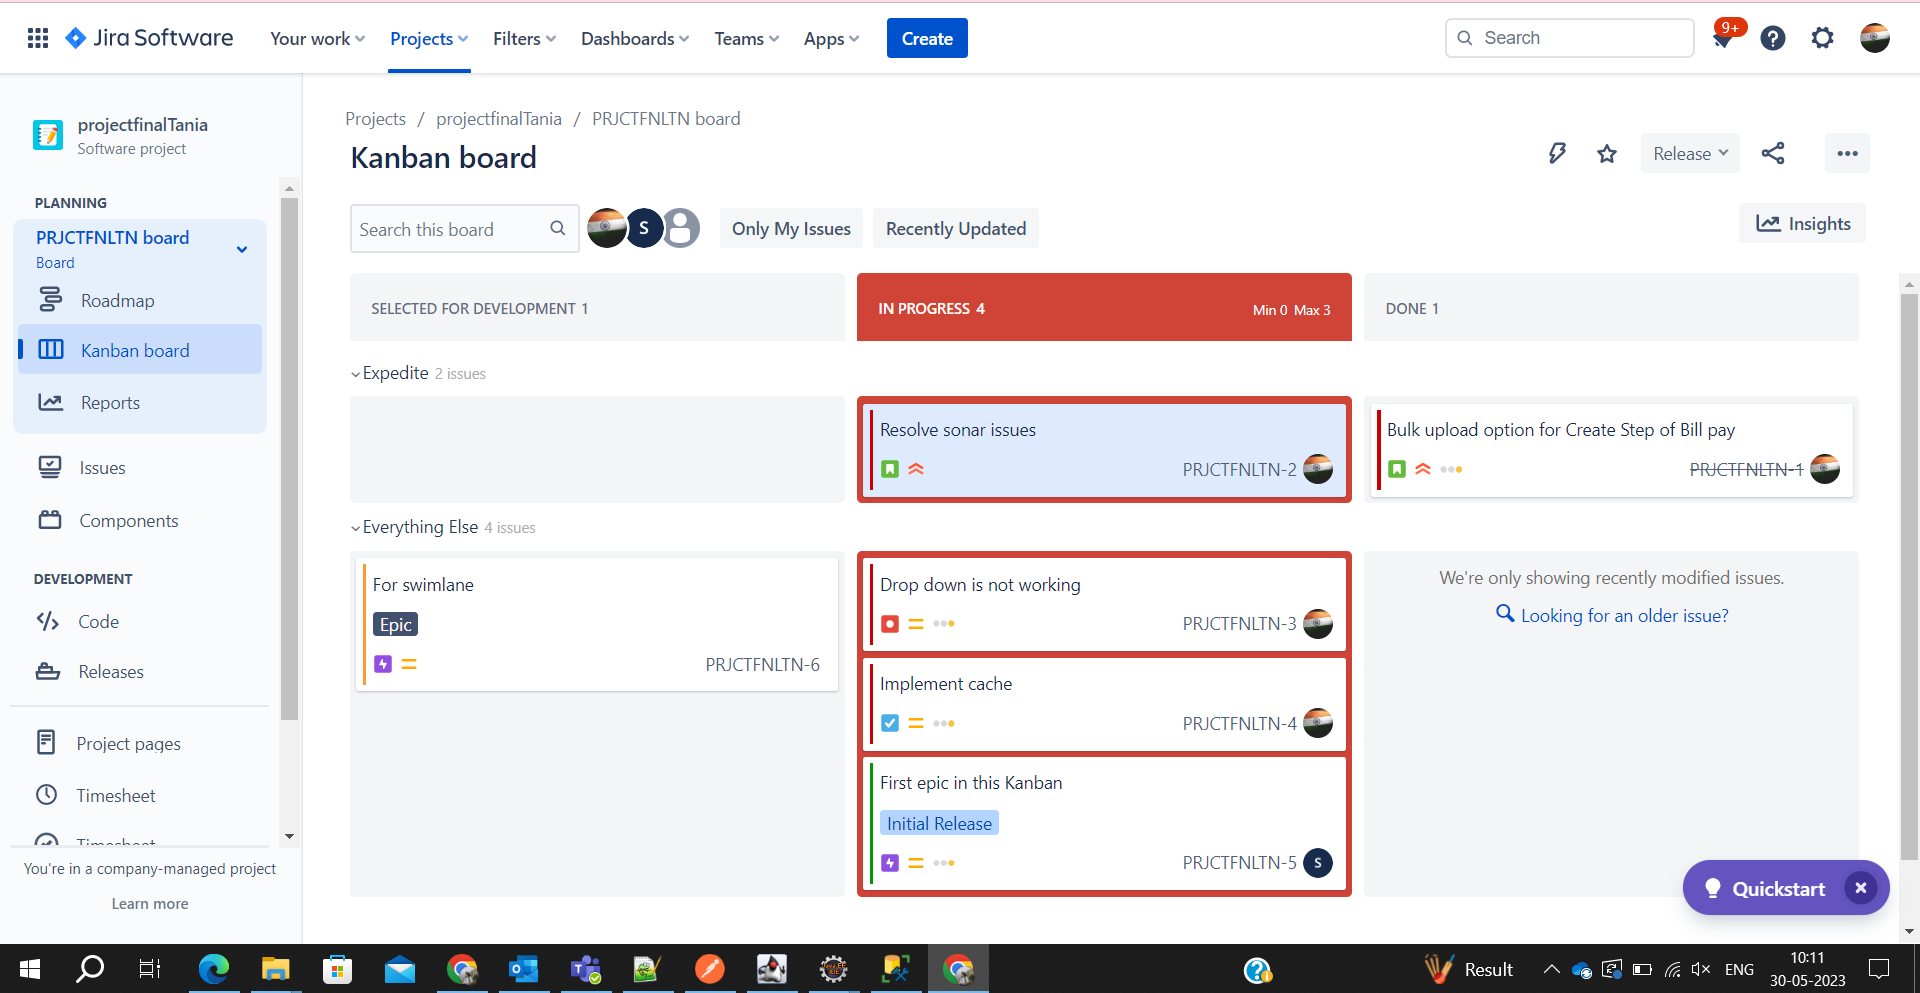 Jira Software
Your work
Projects
Filters
Dashboards
Teams
Apps
Create
Search
9+
projectfinalTania
Software project
PLANNING
PRJCTFNLTN board
Board
Roadmap
Kanban board
Reports
Issues
Components
DEVELOPMENT
Code
Releases
Project pages
Timesheet
Timesheet
You're in a company-managed project
Learn more
Projects / projectfinalTania / PRJCTFNLTN board
Kanban board
Release
Search this board
S
Only My Issues
Recently Updated
Insights
SELECTED FOR DEVELOPMENT 1
IN PROGRESS 4
Min 0 Max 3
DONE 1
Expedite 2 issues
Resolve sonar issues
PRJCTFNLTN-2
Bulk upload option for Create Step of Bill pay
PRJCTFNLTN-1
Everything Else 4 issues
For swimlane
Epic
PRJCTFNLTN-6
Drop down is not working
PRJCTFNLTN-3
Implement cache
PRJCTFNLTN-4
First epic in this Kanban
Initial Release
PRJCTFNLTN-5
S
We're only showing recently modified issues.
Looking for an older issue?
Quickstart
Result
ENG
10:11
30-05-2023